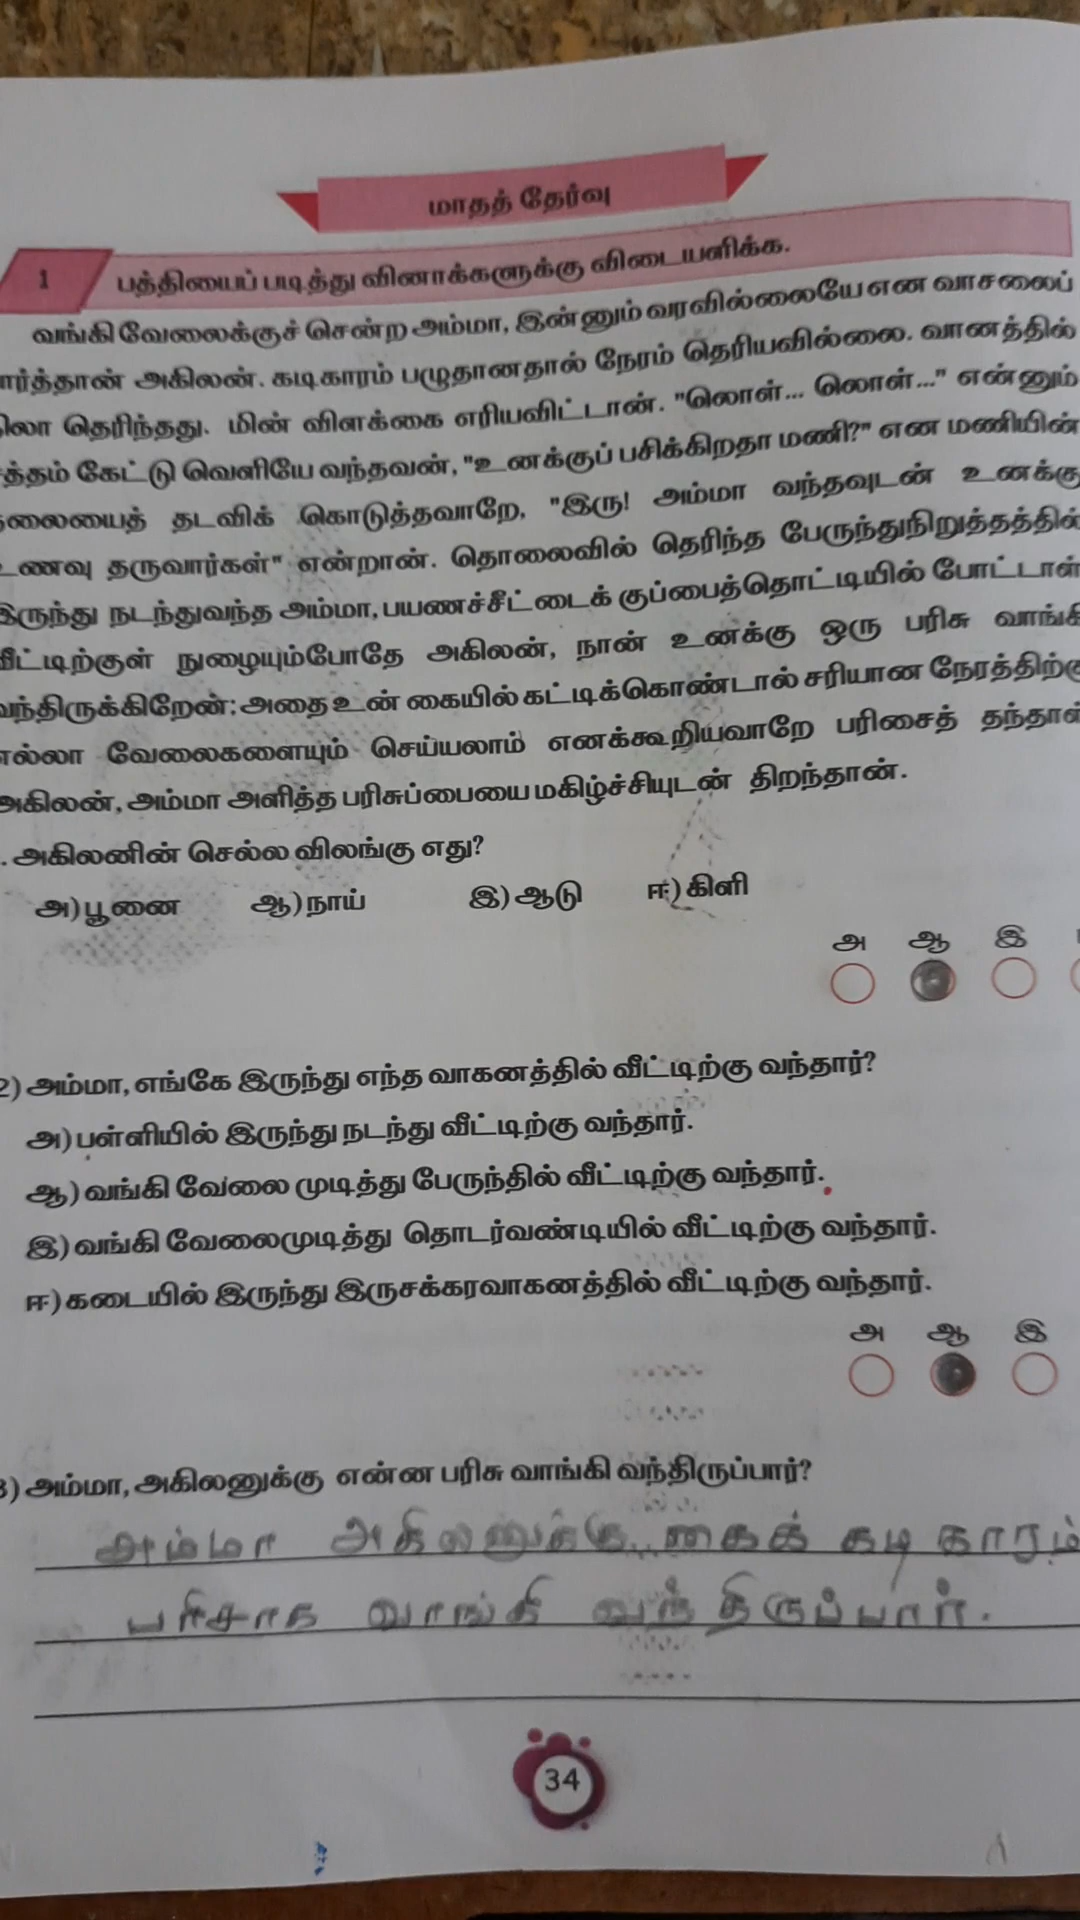 மாதத் தேர்வு
1 பத்தியைப் படித்து வினாக்களுக்கு விடையளிக்க.
வங்கி வேலைக்குச் சென்ற அம்மா, இன்னும் வரவில்லையே என வாசலைப்
ார்த்தான் அகிலன். கடிகாரம் பழுதானதால் நேரம் தெரியவில்லை. வானத்தில்
ிலா தெரிந்தது. மின் விளக்கை எரியவிட்டான். "லொள்... லொள்..." என்னும்
த்தம் கேட்டு வெளியே வந்தவன், "உனக்குப் பசிக்கிறதா மணி?" என மணியின்
லையைத் தடவிக் கொடுத்தவாறே, "இரு! அம்மா வந்தவுடன் உனக்கு
உணவு தருவார்கள்" என்றான். தொலைவில் தெரிந்த பேருந்துநிறுத்தத்தில்
இருந்து நடந்துவந்த அம்மா, பயணச்சீட்டைக் குப்பைத்தொட்டியில் போட்டாள்
வீட்டிற்குள் நுழையும்போதே அகிலன், நான் உனக்கு ஒரு பரிசு வாங்கி
வந்திருக்கிறேன்: அதை உன் கையில் கட்டிக்கொண்டால் சரியான நேரத்திற்கு
எல்லா வேலைகளையும் செய்யலாம் எனக்கூறியவாறே பரிசைத் தந்தாள்
அகிலன், அம்மா அளித்த பரிசுப்பையை மகிழ்ச்சியுடன் திறந்தான்.
. அகிலனின் செல்ல விலங்கு எது?
அ) பூனை ஆ) நாய் இ) ஆடு ஈ) கிளி
அ ஆ இ
2) அம்மா, எங்கே இருந்து எந்த வாகனத்தில் வீட்டிற்கு வந்தார்?
அ) பள்ளியில் இருந்து நடந்து வீட்டிற்கு வந்தார்.
ஆ) வங்கி வேலை முடித்து பேருந்தில் வீட்டிற்கு வந்தார்.
இ) வங்கி வேலைமுடித்து தொடர்வண்டியில் வீட்டிற்கு வந்தார்.
ஈ) கடையில் இருந்து இருசக்கரவாகனத்தில் வீட்டிற்கு வந்தார்.
அ ஆ இ
3) அம்மா, அகிலனுக்கு என்ன பரிசு வாங்கி வந்திருப்பார்?
அம்மா அகிலனுக்கு கைக் கடி காரம்
பரிசாக வாங்கி வந்திருப்பார்.
34